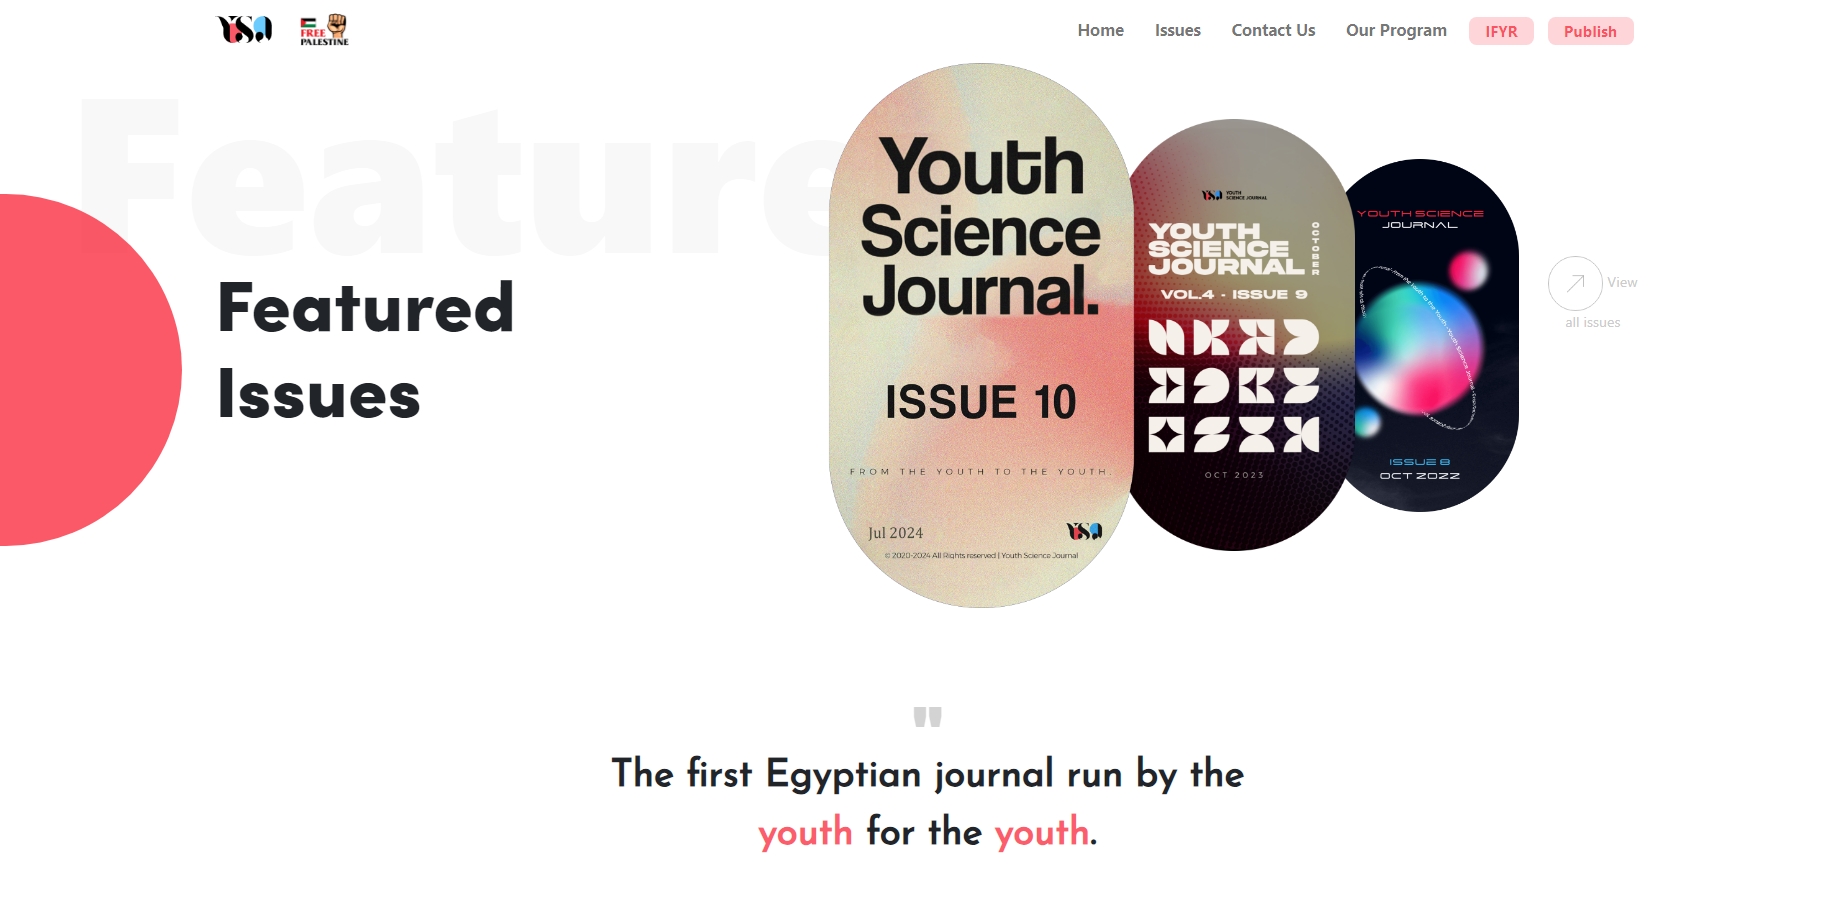 YSJ
FREE
PALESTINE
Home
Issues
Contact Us
Our Program
IFYR
Publish
Feature
Featured
Issues
Youth
Science
Journal.
ISSUE 10
FROM THE YOUTH TO THE YOUTH.
Jul 2024
YSJ
© 2020-2024 All Rights reserved | Youth Science Journal
YSJ
YOUTH
SCIENCE JOURNAL
YOUTH
SCIENCE
JOURNAL
OCTOBER
VOL.4 - ISSUE 9
OCT 2023
YOUTH SCIENCE
JOURNAL
ISSUE 8
OCT 2022
View
all issues
"
The first Egyptian journal run by the
youth for the youth.